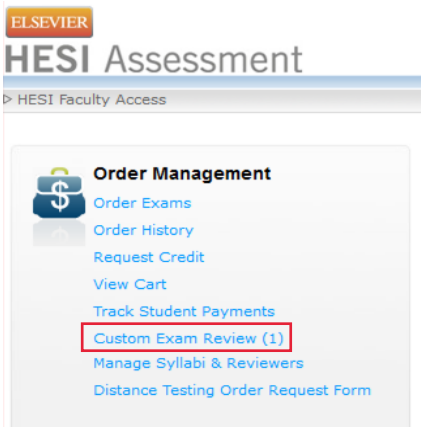 ELSEVIER
HESI Assessment
> HESI Faculty Access
Order Management
$
Order Exams
Order History
Request Credit
View Cart
Track Student Payments
Custom Exam Review (1)
Manage Syllabi & Reviewers
Distance Testing Order Request Form